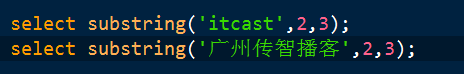 select substring('itcast',2,3);
select substring('广州传智播客',2,3);